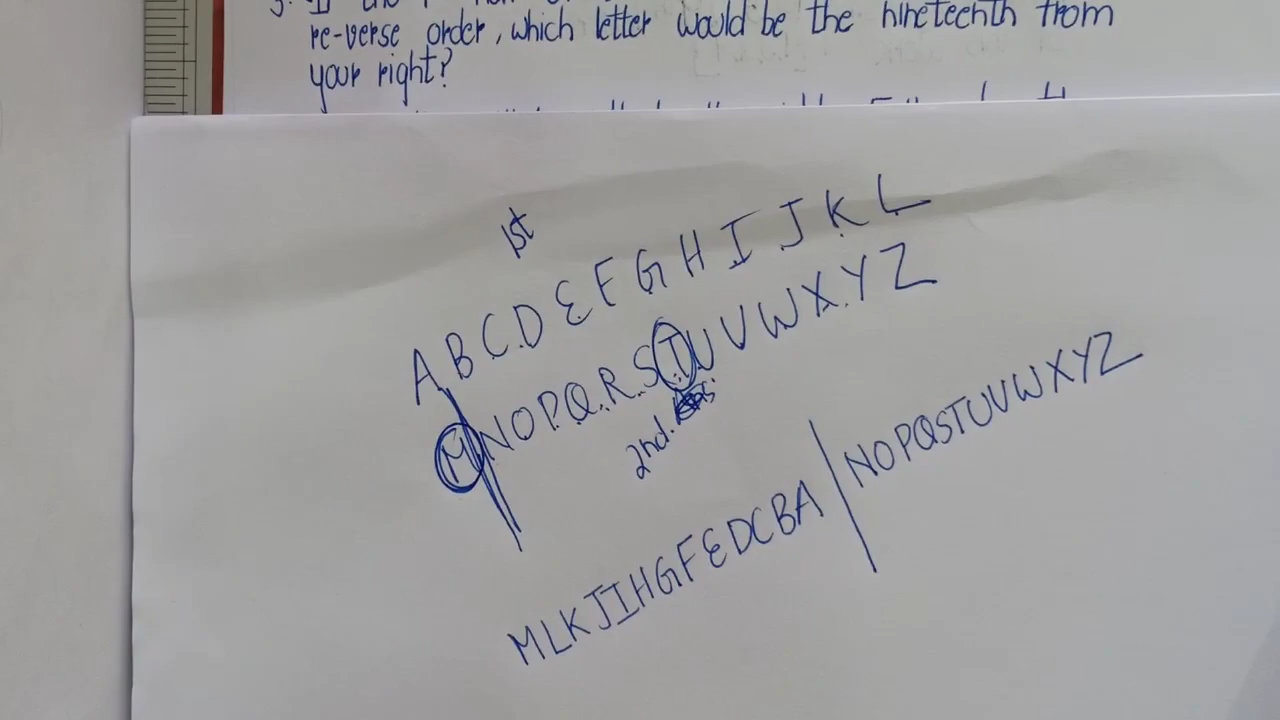 re-verse order, which letter would be the nineteenth from
your right?
1st
A B C D E F G H I J K L
M N O P Q R S T U V W X Y Z
2nd.
MLKJIHGFEDCBA | NOPQSTUVWXYZ